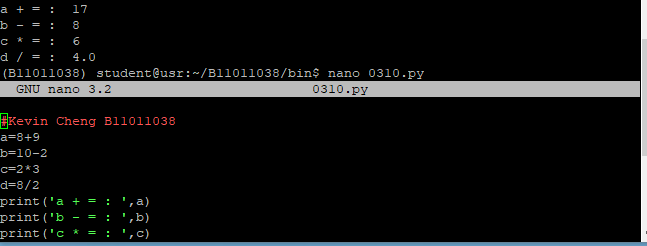 a + = :  17
b - = :  8
c * = :  6
d / = :  4.0
(B11011038) student@usr:~/B11011038/bin$ nano 0310.py
GNU nano 3.2 0310.py
#Kevin Cheng B11011038
a=8+9
b=10-2
c=2*3
d=8/2
print('a + = : ',a)
print('b - = : ',b)
print('c * = : ',c)